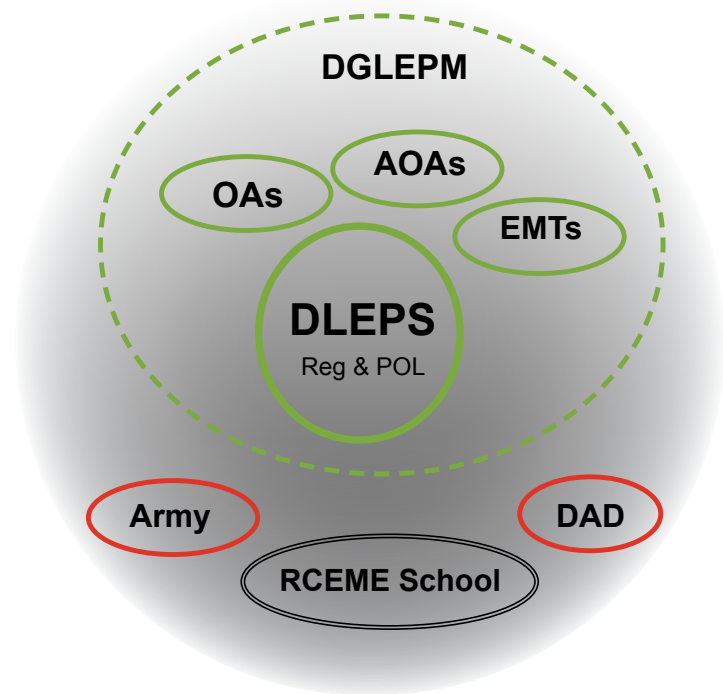 DGLEPM
AOAs
OAs
EMTs
DLEPS
Reg & POL
Army
DAD
RCEME School